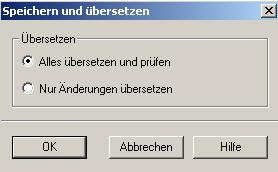 Speichern und übersetzen
Übersetzen
Alles übersetzen und prüfen
Nur Änderungen übersetzen
OK Abbrechen Hilfe